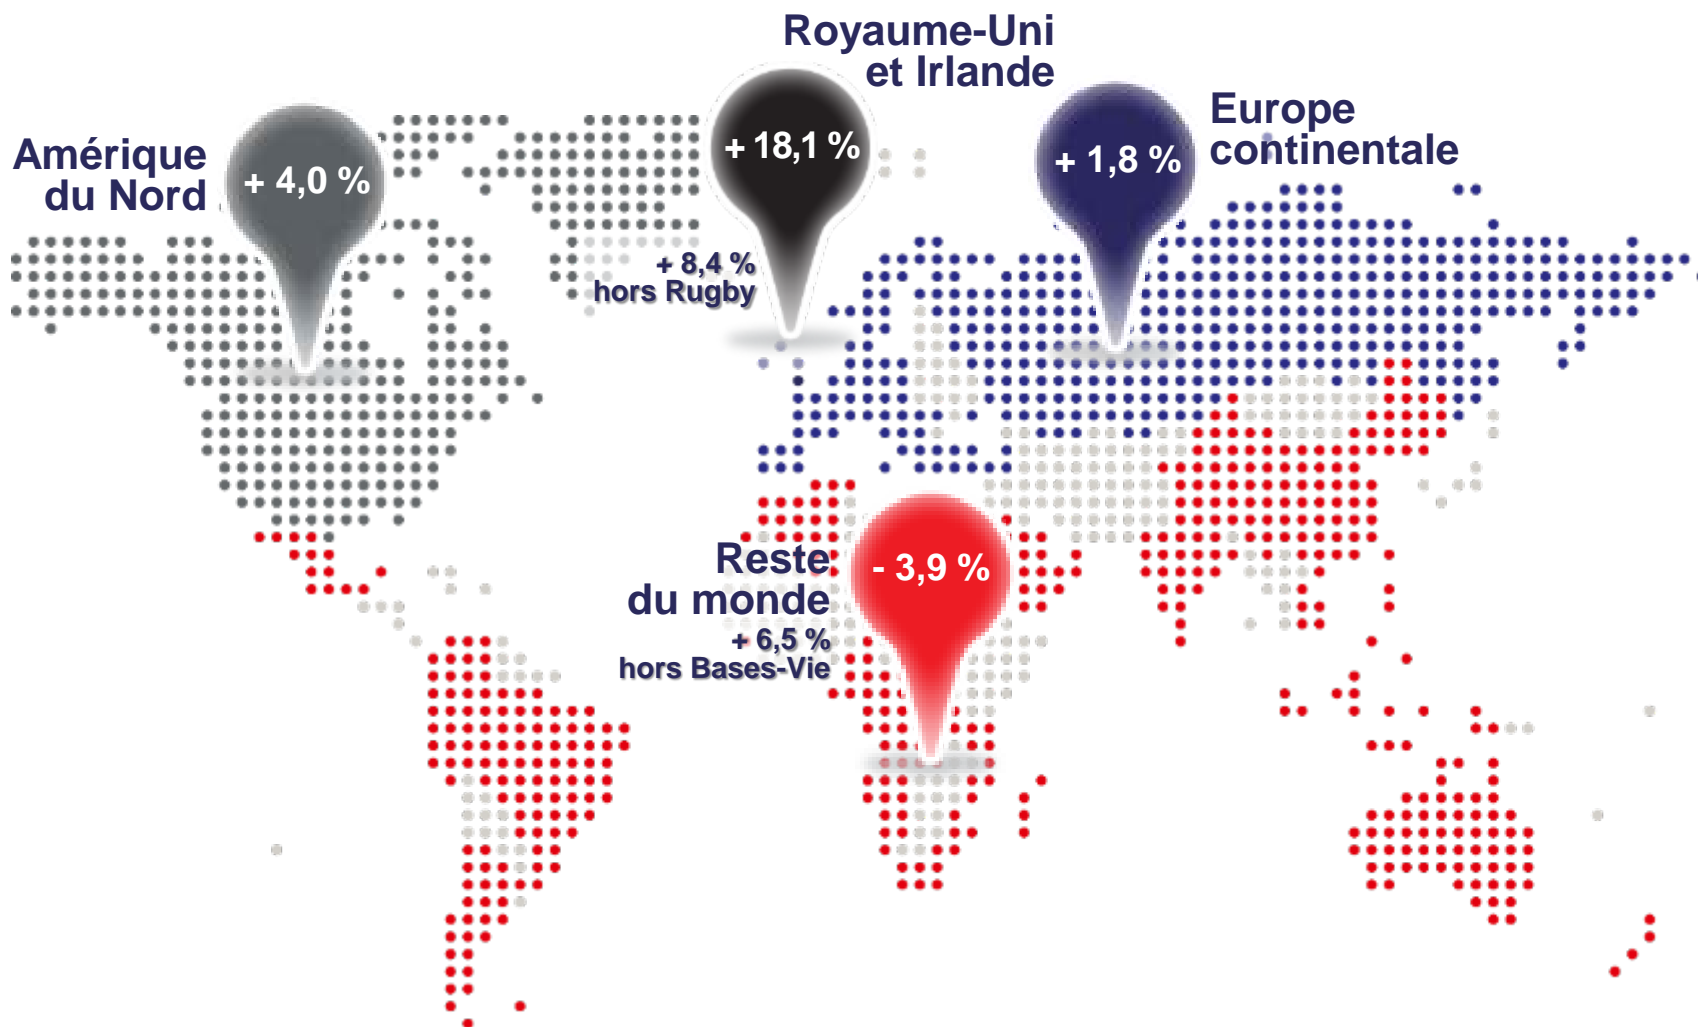 Amérique
du Nord
+ 4,0 %
Royaume-Uni
et Irlande
+ 18,1 %
+ 8,4 %
hors Rugby
Europe
continentale
+ 1,8 %
Reste
du monde
- 3,9 %
+ 6,5 %
hors Bases-Vie